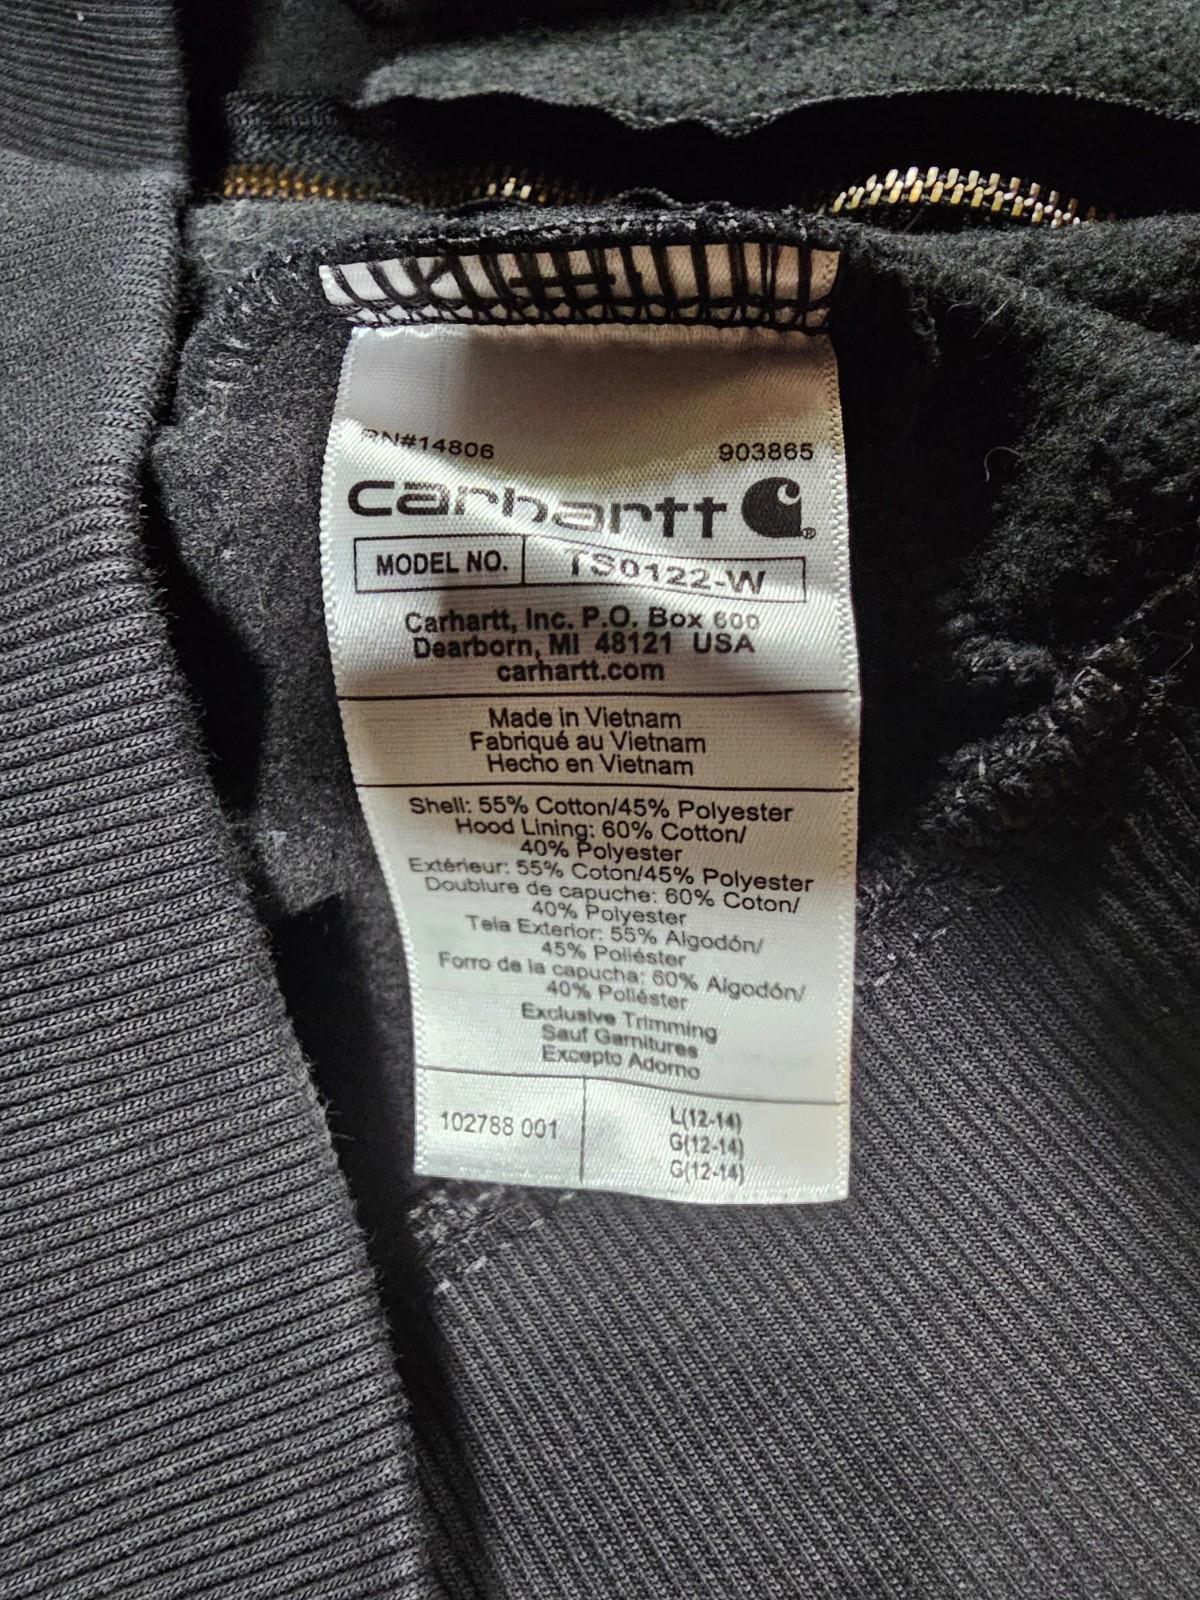 RN#14806 903865
carhartt
MODEL NO. TS0122-W
Carhartt, Inc. P.O. Box 600
Dearborn, MI 48121 USA
carhartt.com
Made in Vietnam
Fabriqué au Vietnam
Hecho en Vietnam
Shell: 55% Cotton/45% Polyester
Hood Lining: 60% Cotton/
40% Polyester
Extérieur: 55% Coton/45% Polyester
Doublure de capuche: 60% Coton/
40% Polyester
Tela Exterior: 55% Algodón/
45% Poliéster
Forro de la capucha: 60% Algodón/
40% Poliéster
Exclusive Trimming
Sauf Garnitures
Excepto Adorno
102788 001
L(12-14)
G(12-14)
G(12-14)